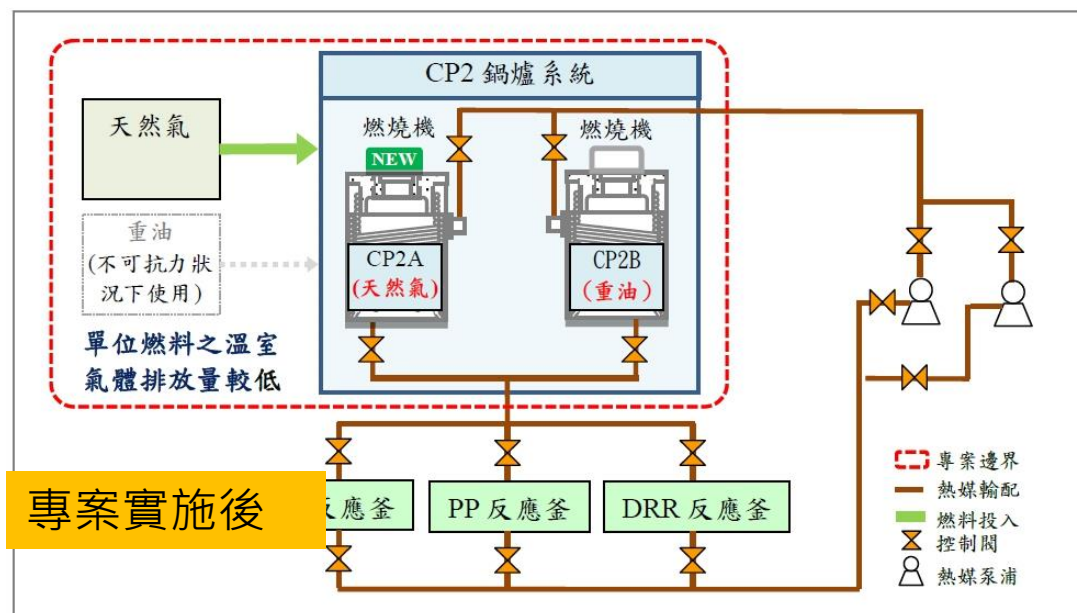 CP2 鍋爐系統
天然氣
燃燒機
燃燒機
NEW
重油
(不可抗力狀
況下使用)
CP2A
(天然氣)
CP2B
(重油)
單位燃料之溫室
氣體排放量較低
專案邊界
熱媒輸配
燃料投入
控制閥
熱媒泵浦
專案實施後
反應釜
PP 反應釜
DRR 反應釜